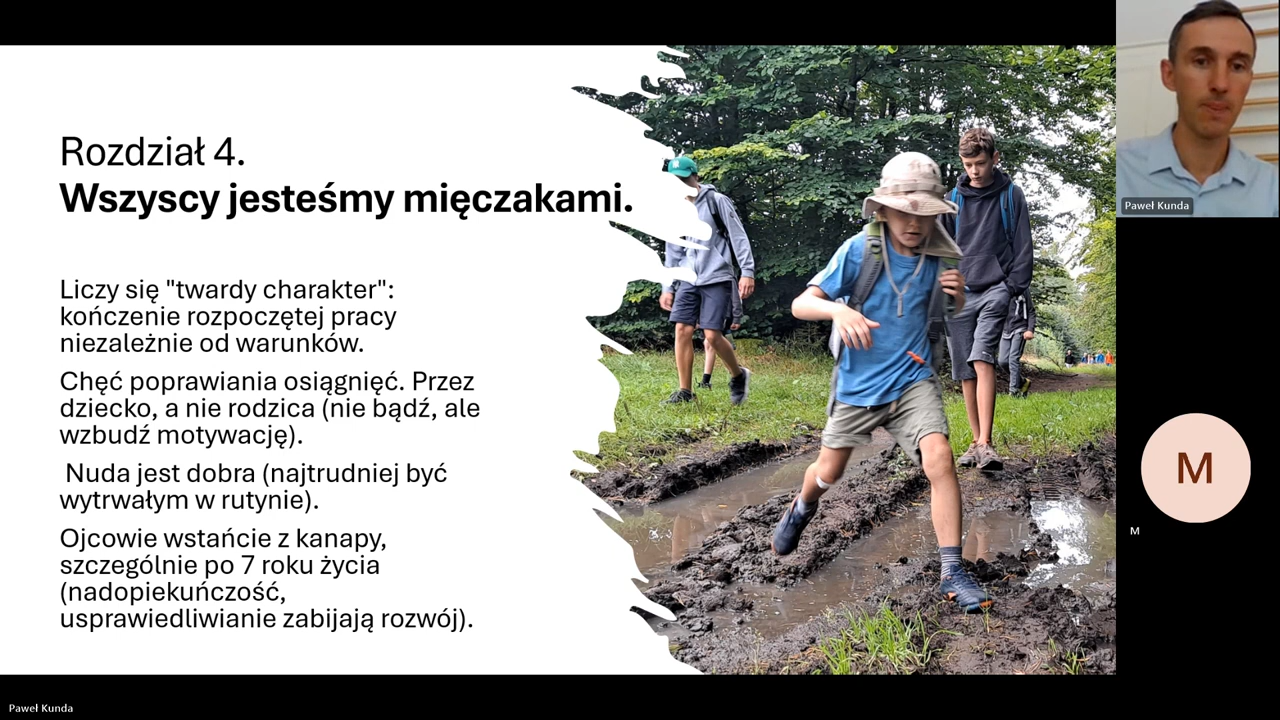 Rozdział 4.
Wszyscy jesteśmy mięczakami.
Liczy się "twardy charakter":
kończenie rozpoczętej pracy
niezależnie od warunków.
Chęć poprawiania osiągnięć. Przez
dziecko, a nie rodzica (nie bądź, ale
wzbudź motywację).
Nuda jest dobra (najtrudniej być
wytrwałym w rutynie).
Ojcowie wstańcie z kanapy,
szczególnie po 7 roku życia
(nadopiekuńczość,
usprawiedliwianie zabijają rozwój).
Paweł Kunda
M
M
Paweł Kunda